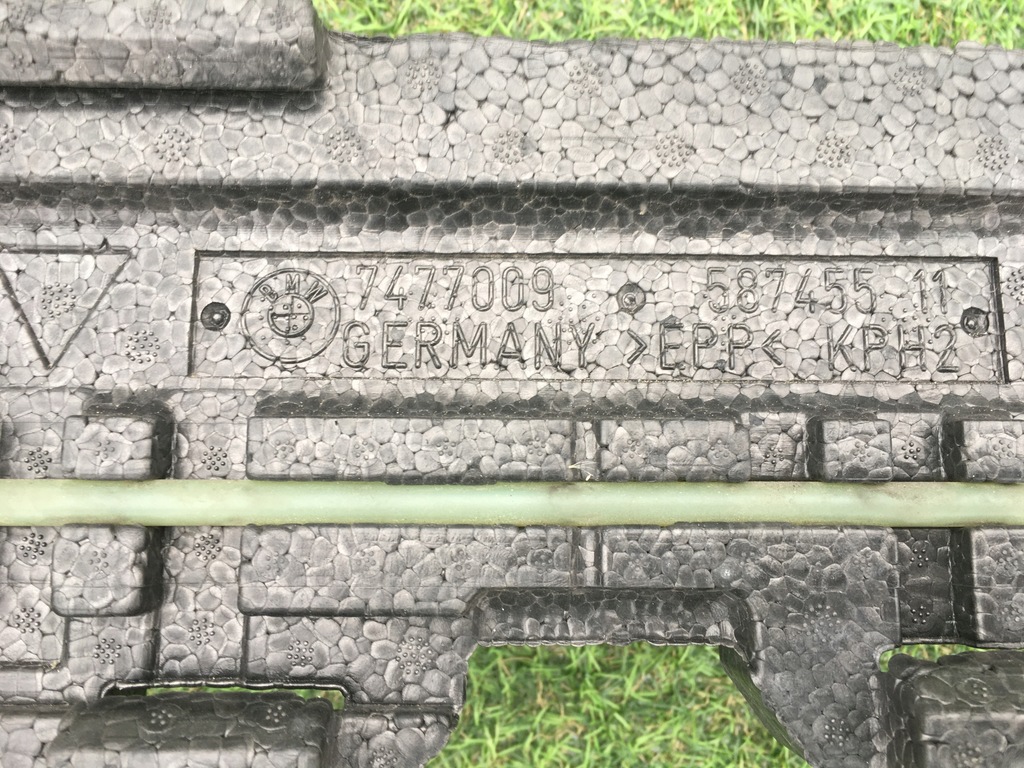 BMW 7477009 587455 11
GERMANY >EPP< KPH2